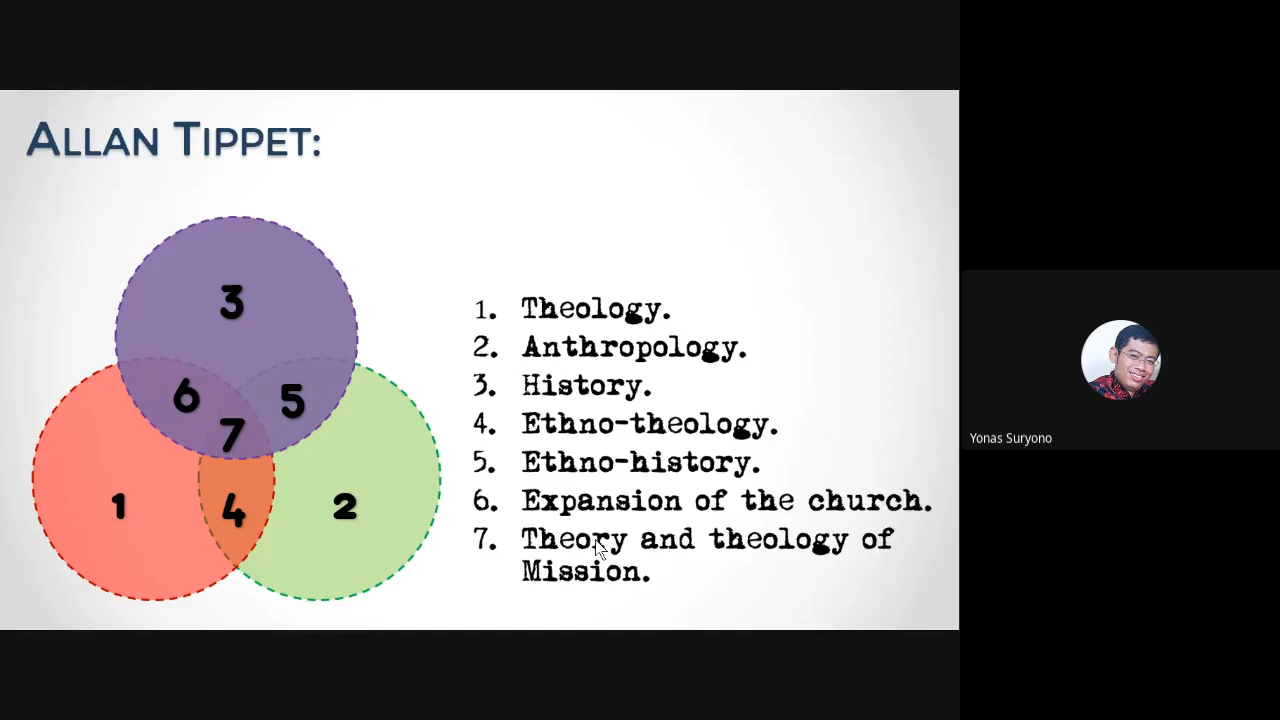 ALLAN TIPPET:
3
6
5
7
1
4
2
1. Theology.
2. Anthropology.
3. History.
4. Ethno-theology.
5. Ethno-history.
6. Expansion of the church.
7. Theory and theology of
Mission.
Yonas Suryono